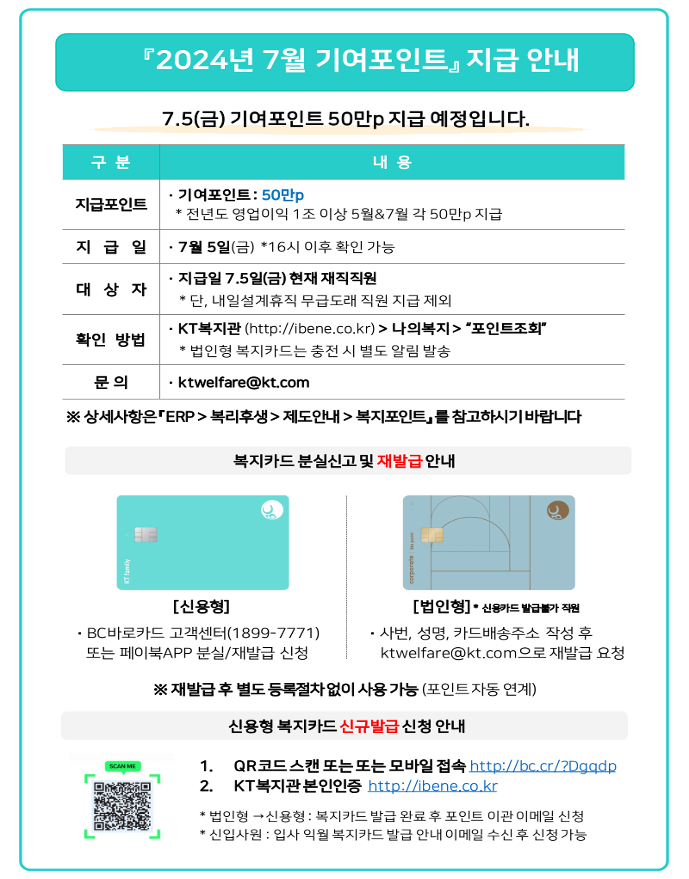 『2024년 7월 기여포인트』 지급 안내
7.5(금) 기여포인트 50만p 지급 예정입니다.
구 분
내 용
지급포인트
· 기여포인트 : 50만p
* 전년도 영업이익 1조 이상 5월&7월 각 50만p 지급
지 급 일
· 7월 5일(금) *16시 이후 확인 가능
대 상 자
· 지급일 7.5일(금) 현재 재직직원
* 단, 내일설계휴직 무급도래 직원 지급 제외
확인 방법
· KT복지관 (http://ibene.co.kr) > 나의복지 > “포인트조회”
* 법인형 복지카드는 충전 시 별도 알림 발송
문 의
· ktwelfare@kt.com
※ 상세사항은『ERP > 복리후생 > 제도안내 > 복지포인트』를 참고하시기 바랍니다
복지카드 분실신고 및 재발급 안내
KT family
corporate the point
[신용형]
· BC바로카드 고객센터(1899-7771)
또는 페이북APP 분실/재발급 신청
[법인형] * 신용카드 발급불가 직원
· 사번, 성명, 카드배송주소 작성 후
ktwelfare@kt.com으로 재발급 요청
※ 재발급 후 별도 등록절차 없이 사용 가능 (포인트 자동 연계)
신용형 복지카드 신규발급 신청 안내
SCAN ME
1. QR코드 스캔 또는 또는 모바일 접속 http://bc.cr/?Dgqdp
2. KT복지관 본인인증 http://ibene.co.kr
* 법인형 →신용형 : 복지카드 발급 완료 후 포인트 이관 이메일 신청
* 신입사원 : 입사 익월 복지카드 발급 안내 이메일 수신 후 신청 가능